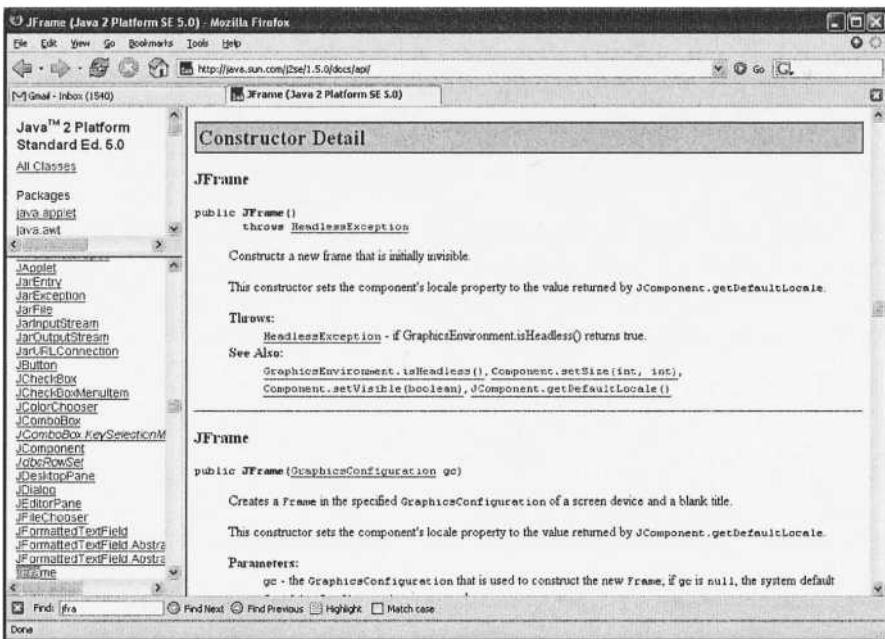 JFrame (Java 2 Platform SE 5.0) - Mozilla Firefox
File Edit View Go Bookmarks Tools Help
http://java.sun.com/j2se/1.5.0/docs/api/
Go
Gmail - Inbox (1540)
JFrame (Java 2 Platform SE 5.0)
Java™ 2 Platform
Standard Ed. 5.0
All Classes
Packages
java.applet
java.awt
JApplet
JarEntry
JarException
JarFile
JarInputStream
JarOutputStream
JarURLConnection
JButton
JCheckBox
JCheckBoxMenuItem
JColorChooser
JComboBox
JComboBox.KeySelectionM
JComponent
JdbcRowSet
JDesktopPane
JDialog
JEditorPane
JFileChooser
JFormattedTextField
JFormattedTextField.Abstra
JFormattedTextField.Abstra
JFrame
Constructor Detail
JFrame
public JFrame()
throws HeadlessException
Constructs a new frame that is initially invisible.
This constructor sets the component's locale property to the value returned by JComponent.getDefaultLocale.
Throws:
HeadlessException - if GraphicsEnvironment.isHeadless() returns true.
See Also:
GraphicsEnvironment.isHeadless(), Component.setSize(int, int),
Component.setVisible(boolean), JComponent.getDefaultLocale()
JFrame
public JFrame(GraphicsConfiguration gc)
Creates a Frame in the specified GraphicsConfiguration of a screen device and a blank title.
This constructor sets the component's locale property to the value returned by JComponent.getDefaultLocale.
Parameters:
gc - the GraphicsConfiguration that is used to construct the new Frame; if gc is null, the system default
Find: jfra Find Next Find Previous Highlight Match case
Done